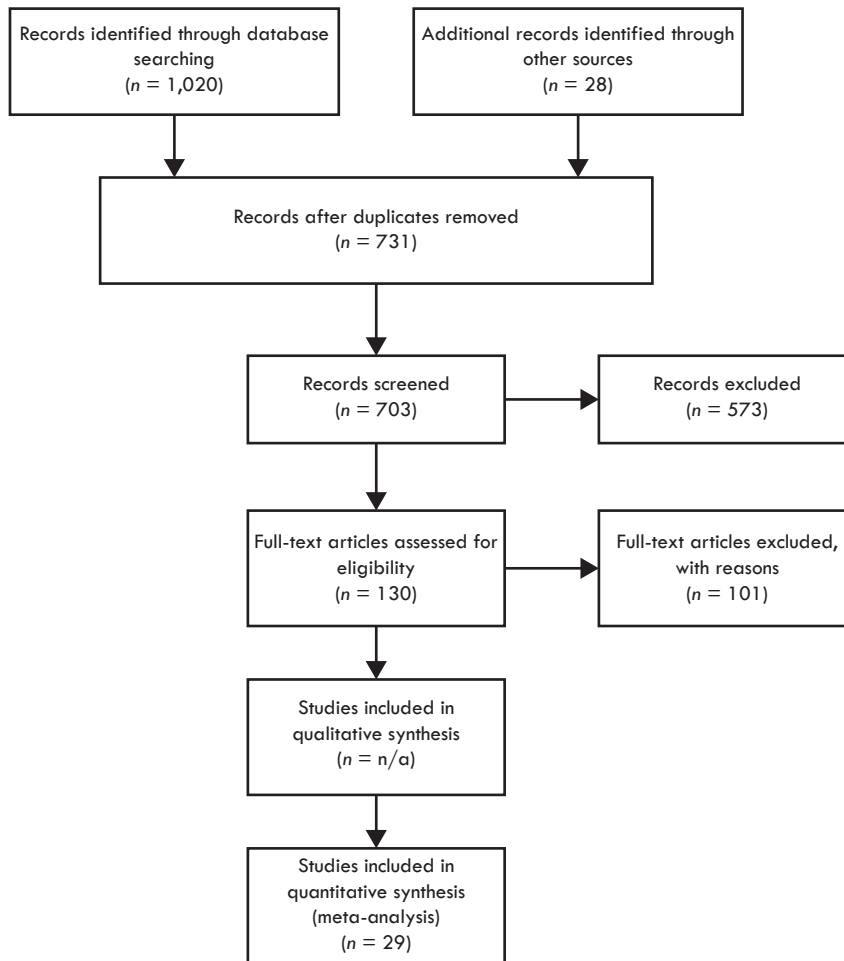 Records identified through database
searching
(n = 1,020)
Additional records identified through
other sources
(n = 28)
Records after duplicates removed
(n = 731)
Records screened
(n = 703)
Records excluded
(n = 573)
Full-text articles assessed for
eligibility
(n = 130)
Full-text articles excluded,
with reasons
(n = 101)
Studies included in
qualitative synthesis
(n = n/a)
Studies included in
quantitative synthesis
(meta-analysis)
(n = 29)